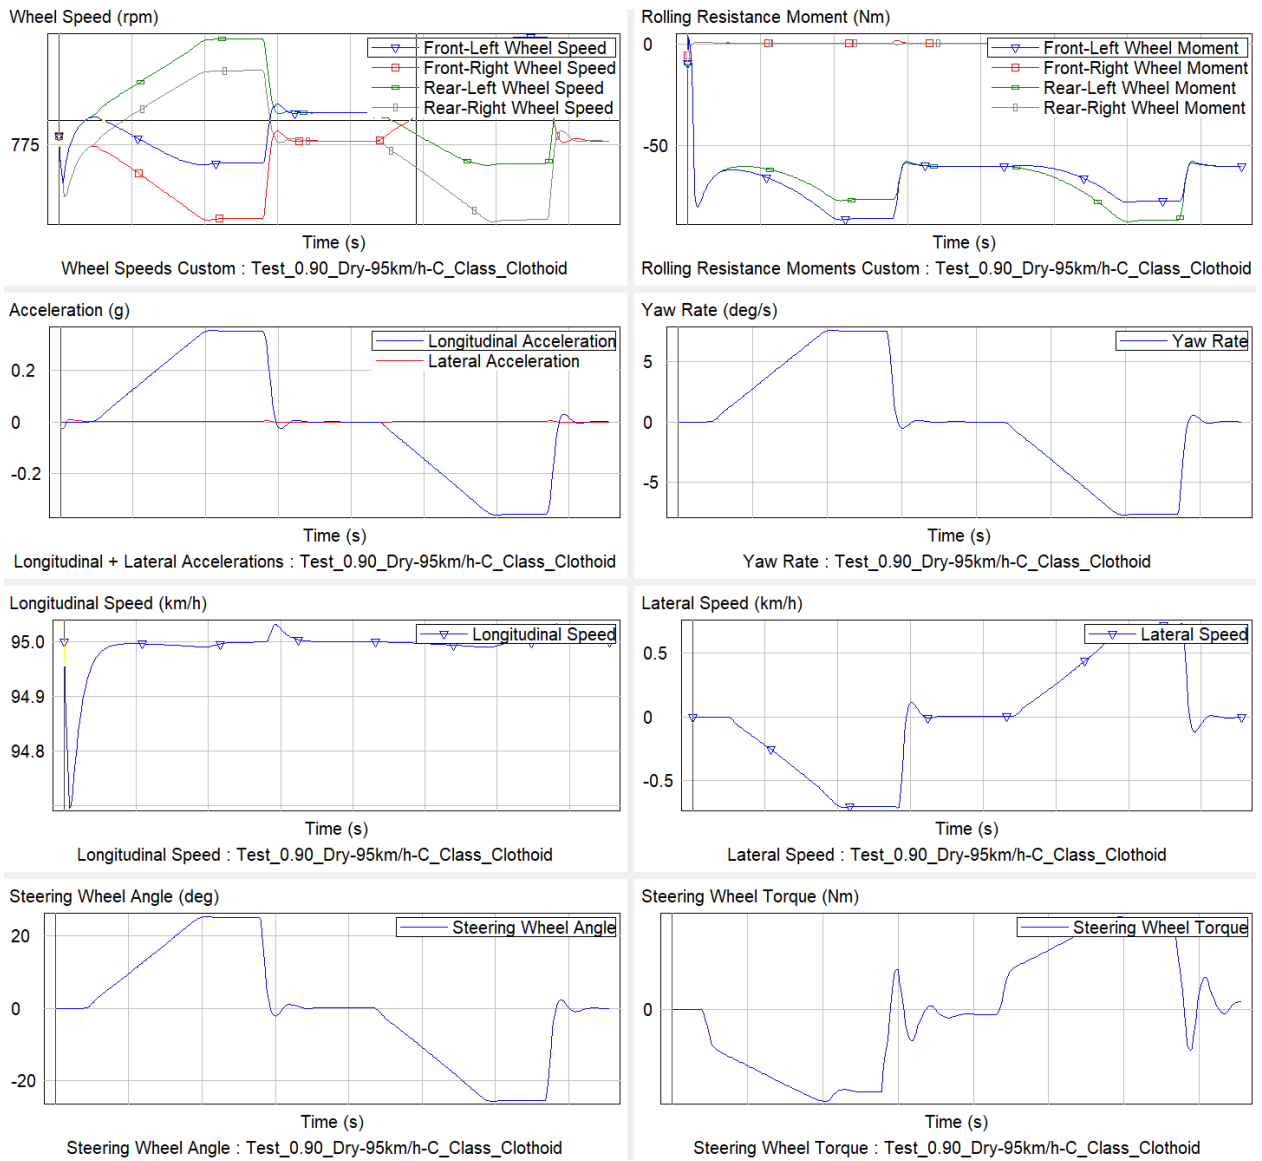 Wheel Speed (rpm)
Front-Left Wheel Speed
Front-Right Wheel Speed
Rear-Left Wheel Speed
Rear-Right Wheel Speed
775
Time (s)
Wheel Speeds Custom : Test_0.90_Dry-95km/h-C_Class_Clothoid
Rolling Resistance Moment (Nm)
0
Front-Left Wheel Moment
Front-Right Wheel Moment
Rear-Left Wheel Moment
Rear-Right Wheel Moment
-50
Time (s)
Rolling Resistance Moments Custom : Test_0.90_Dry-95km/h-C_Class_Clothoid
Acceleration (g)
Longitudinal Acceleration
Lateral Acceleration
0.2
0
-0.2
Time (s)
Longitudinal + Lateral Accelerations : Test_0.90_Dry-95km/h-C_Class_Clothoid
Yaw Rate (deg/s)
Yaw Rate
5
0
-5
Time (s)
Yaw Rate : Test_0.90_Dry-95km/h-C_Class_Clothoid
Longitudinal Speed (km/h)
Longitudinal Speed
95.0
94.9
94.8
Time (s)
Longitudinal Speed : Test_0.90_Dry-95km/h-C_Class_Clothoid
Lateral Speed (km/h)
Lateral Speed
0.5
0
-0.5
Time (s)
Lateral Speed : Test_0.90_Dry-95km/h-C_Class_Clothoid
Steering Wheel Angle (deg)
Steering Wheel Angle
20
0
-20
Time (s)
Steering Wheel Angle : Test_0.90_Dry-95km/h-C_Class_Clothoid
Steering Wheel Torque (Nm)
Steering Wheel Torque
0
Time (s)
Steering Wheel Torque : Test_0.90_Dry-95km/h-C_Class_Clothoid